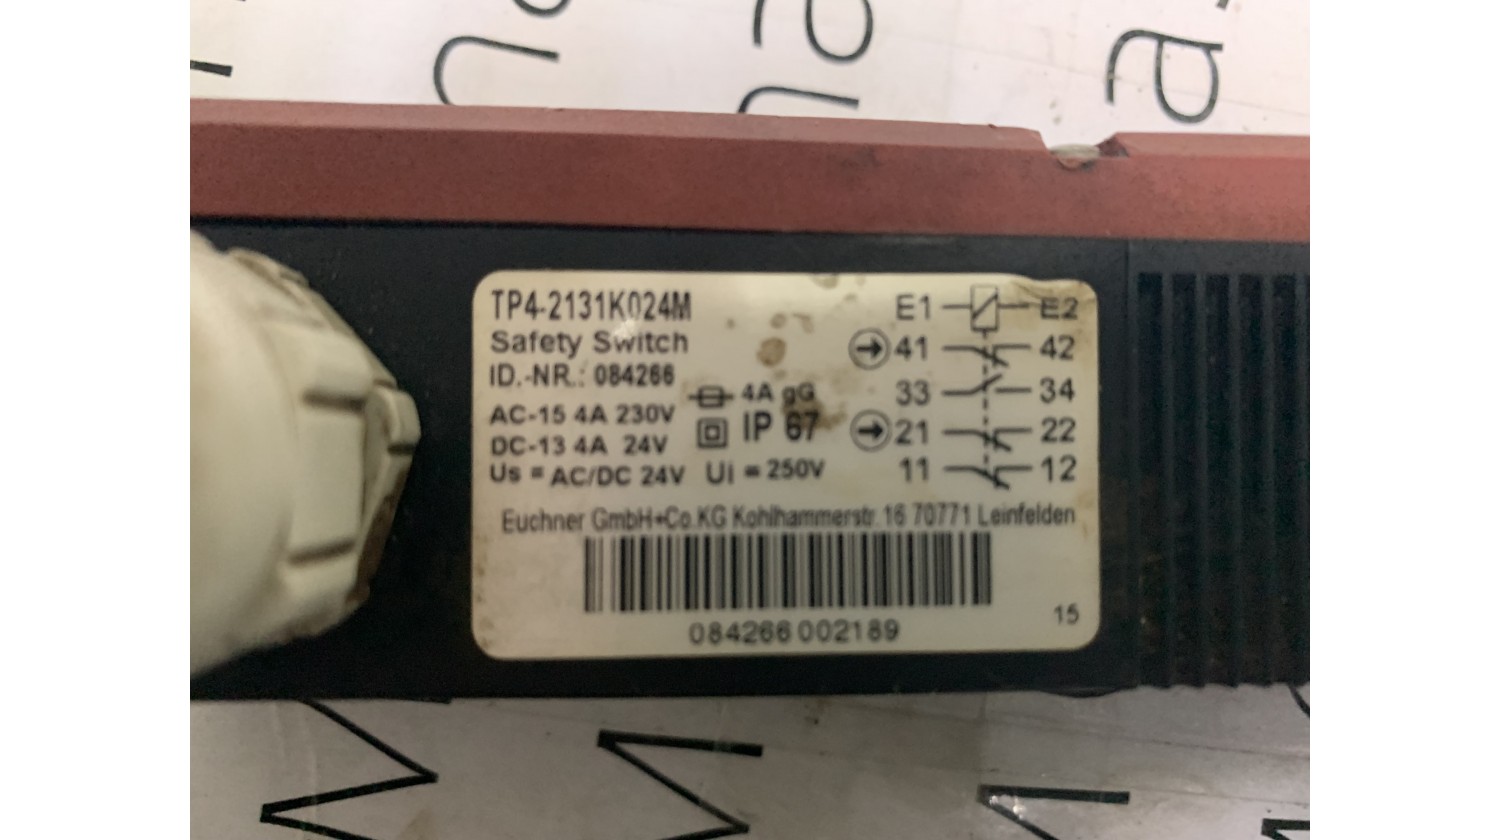 TP4-2131K024M
Safety Switch
ID.-NR.: 084266
AC-15 4A 230V
DC-13 4A 24V
Us = AC/DC 24V Ui = 250V
4A gG
IP 67
E1 E2
41 42
33 34
21 22
11 12
Euchner GmbH+Co.KG Kohlhammerstr.16 70771 Leinfelden
084266002189
15